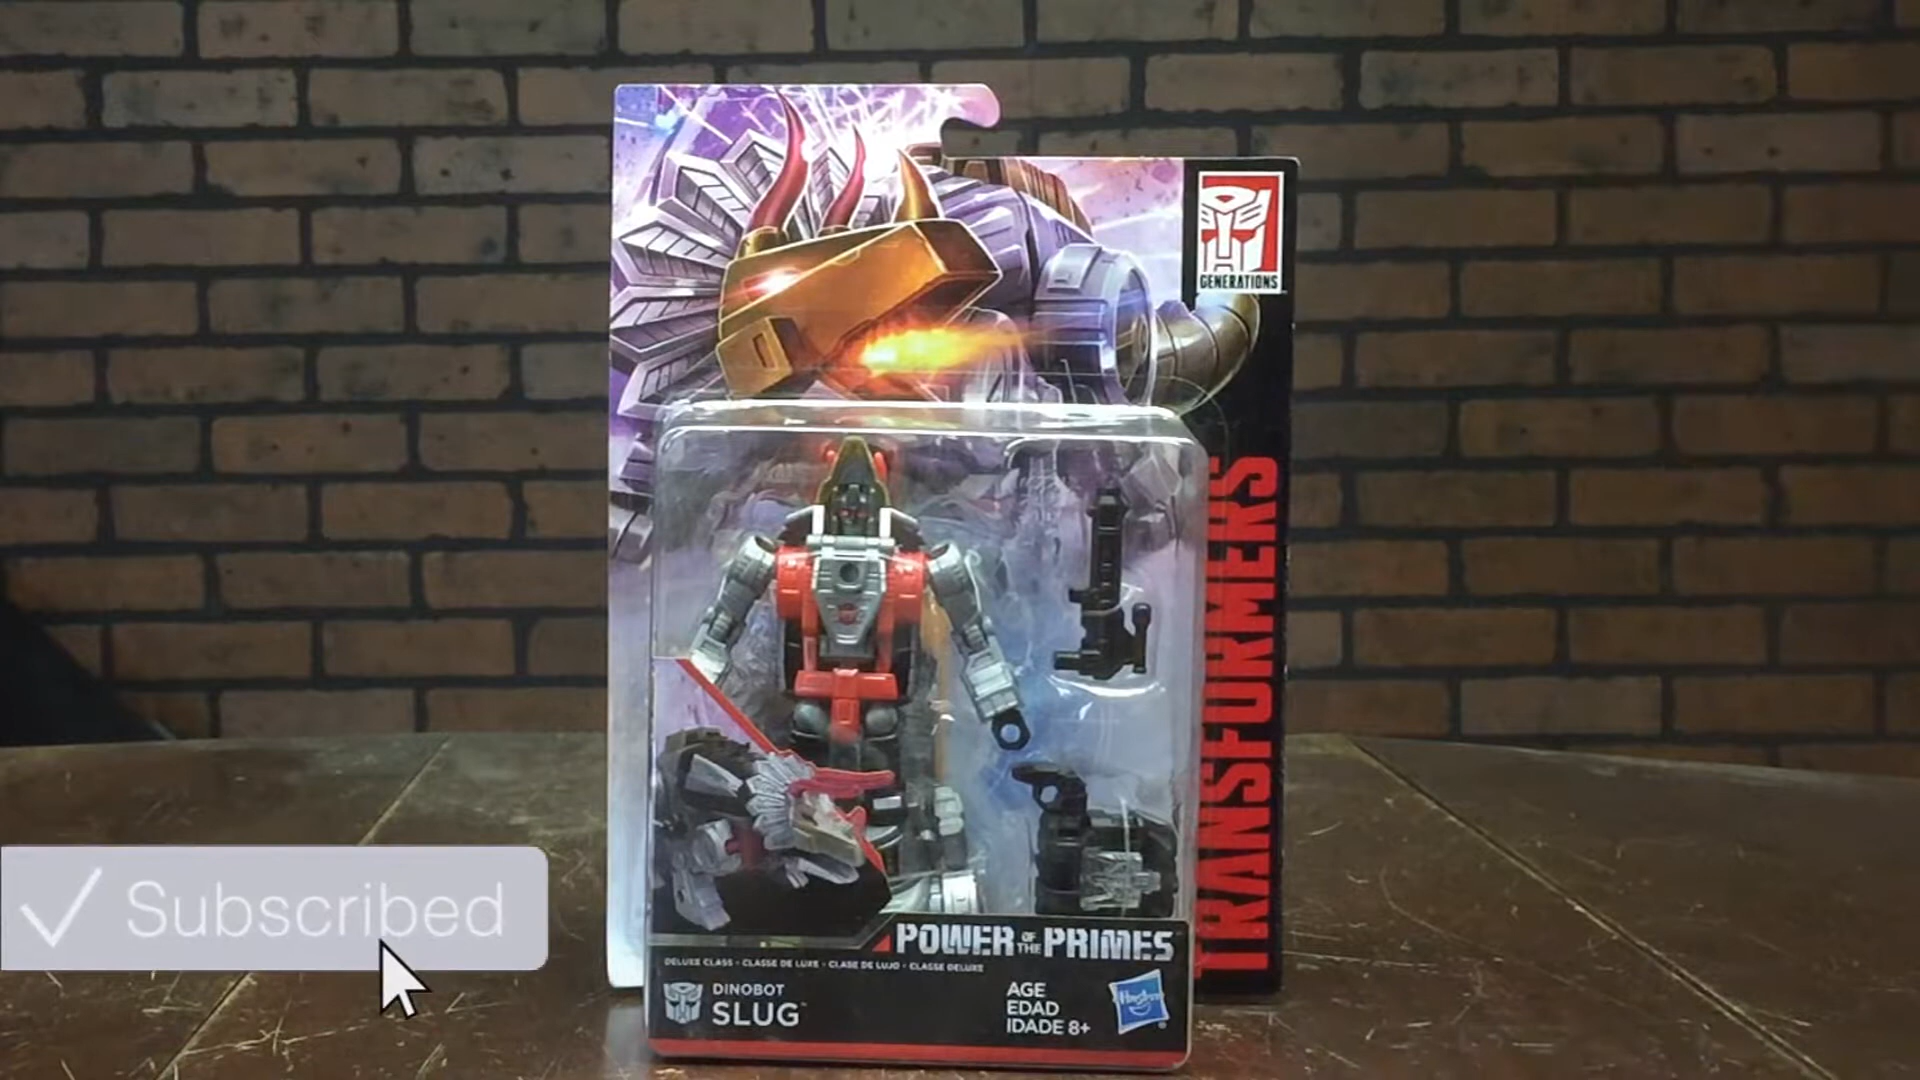 GENERATIONS
TRANSFORMERS
POWER OF THE PRIMES
DELUXE CLASS • CLASSE DE LUXE • CLASE DE LUJO • CLASSE DELUXE
DINOBOT
SLUG™
AGE
EDAD
IDADE 8+
Hasbro
Subscribed